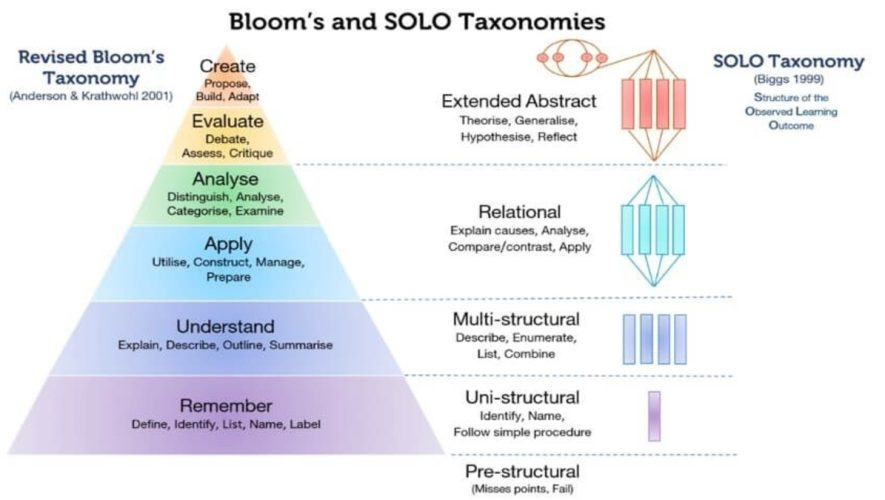 Bloom's and SOLO Taxonomies
Revised Bloom's
Taxonomy
(Anderson & Krathwohl 2001)
Create
Propose,
Build, Adapt
Evaluate
Debate,
Assess, Critique
Analyse
Distinguish, Analyse,
Categorise, Examine
Apply
Utilise, Construct, Manage,
Prepare
Understand
Explain, Describe, Outline, Summarise
Remember
Define, Identify, List, Name, Label
Extended Abstract
Theorise, Generalise,
Hypothesise, Reflect
Relational
Explain causes, Analyse,
Compare/contrast, Apply
Multi-structural
Describe, Enumerate,
List, Combine
Uni-structural
Identify, Name,
Follow simple procedure
Pre-structural
(Misses points, Fail)
SOLO Taxonomy
(Biggs 1999)
Structure of the
Observed Learning
Outcome